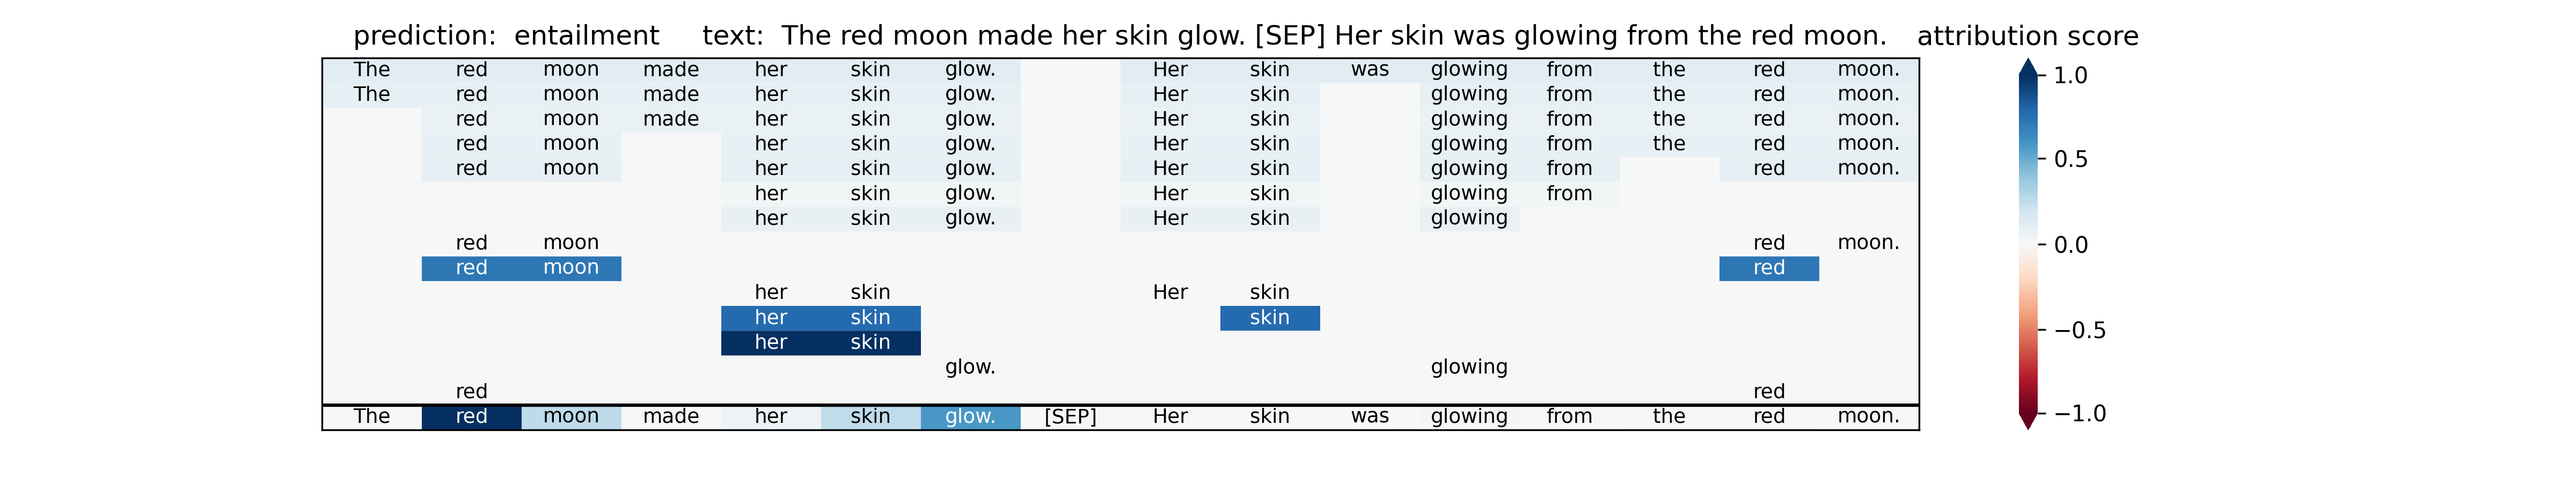 prediction: entailment text: The red moon made her skin glow. [SEP] Her skin was glowing from the red moon. attribution score
The red moon made her skin glow. Her skin was glowing from the red moon.
The red moon made her skin glow. Her skin glowing from the red moon.
red moon made her skin glow. Her skin glowing from the red moon.
red moon her skin glow. Her skin glowing from the red moon.
red moon her skin glow. Her skin glowing from red moon.
her skin glow. Her skin glowing from
her skin glow. Her skin glowing
red moon red moon.
red moon red
her skin Her skin
her skin skin
her skin
glow. glowing
red red
The red moon made her skin glow. [SEP] Her skin was glowing from the red moon.
1.0
0.5
0.0
−0.5
−1.0